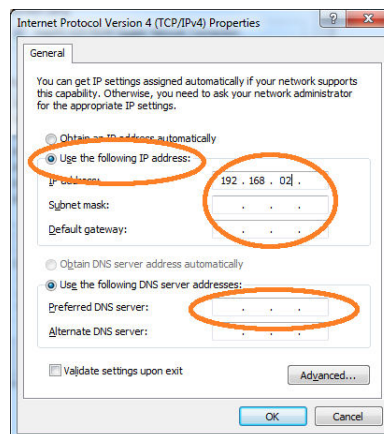 Internet Protocol Version 4 (TCP/IPv4) Properties
General
You can get IP settings assigned automatically if your network supports
this capability. Otherwise, you need to ask your network administrator
for the appropriate IP settings.
Obtain an IP address automatically
Use the following IP address:
IP address: 192 . 168 . 02 .
Subnet mask: . . .
Default gateway: . . .
Obtain DNS server address automatically
Use the following DNS server addresses:
Preferred DNS server: . . .
Alternate DNS server: . . .
Validate settings upon exit
Advanced...
OK Cancel